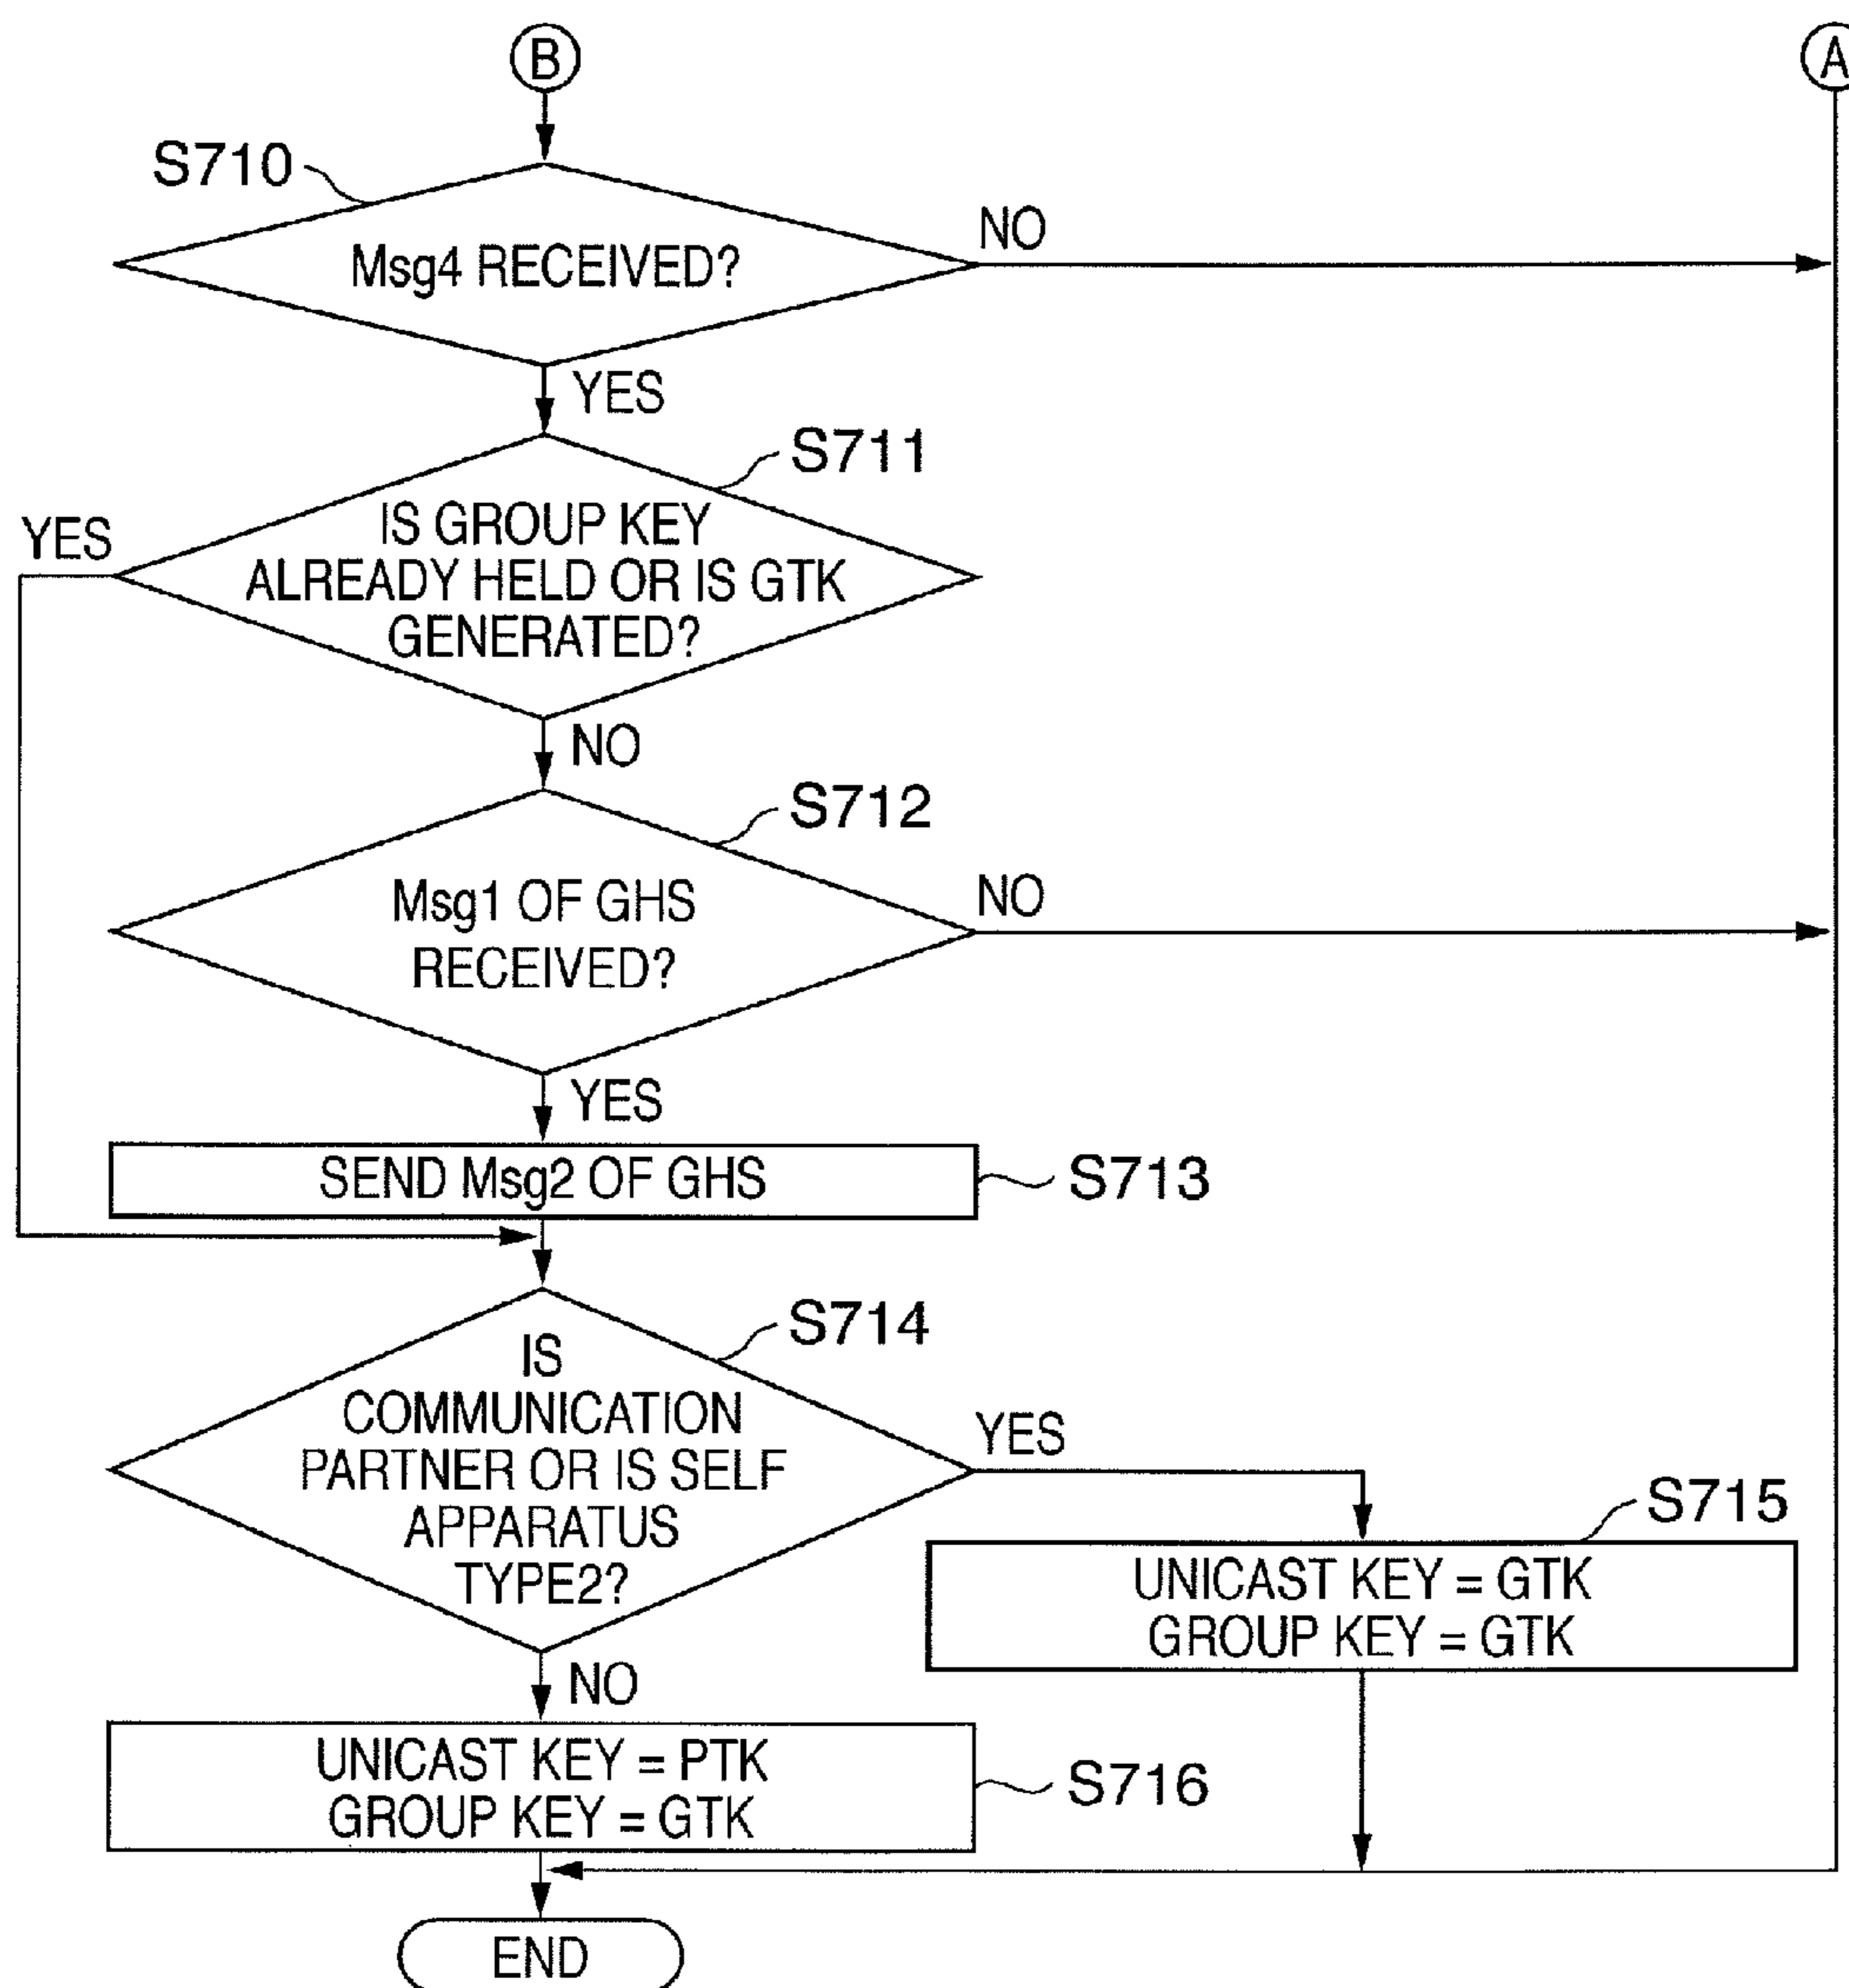 B
A
S710
Msg4 RECEIVED?
NO
YES
S711
YES
IS GROUP KEY
ALREADY HELD OR IS GTK
GENERATED?
NO
S712
Msg1 OF GHS
RECEIVED?
NO
YES
SEND Msg2 OF GHS
S713
S714
IS
COMMUNICATION
PARTNER OR IS SELF
APPARATUS
TYPE2?
YES
S715
UNICAST KEY = GTK
GROUP KEY = GTK
NO
UNICAST KEY = PTK
GROUP KEY = GTK
S716
END